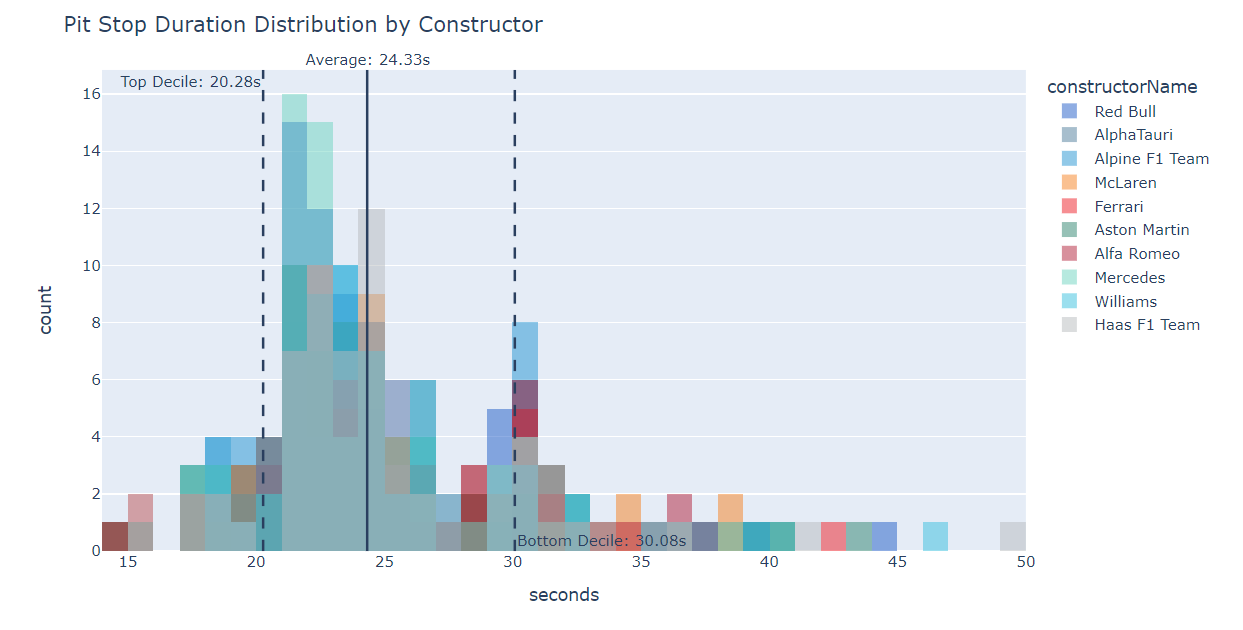 Pit Stop Duration Distribution by Constructor
Average: 24.33s
Top Decile: 20.28s
Bottom Decile: 30.08s
count
16
14
12
10
8
6
4
2
0
15 20 25 30 35 40 45 50
seconds
constructorName
Red Bull
AlphaTauri
Alpine F1 Team
McLaren
Ferrari
Aston Martin
Alfa Romeo
Mercedes
Williams
Haas F1 Team